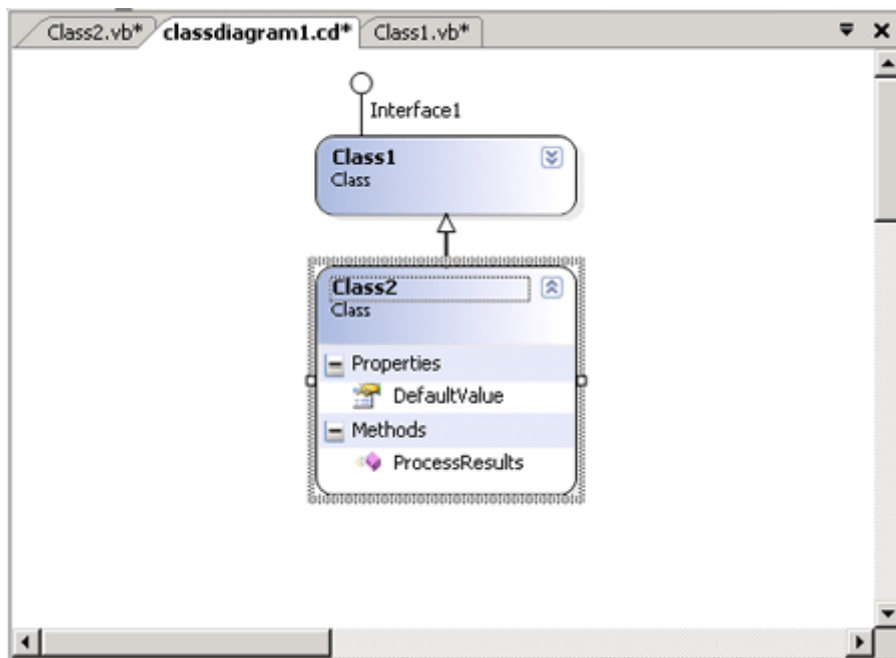 Class2.vb* classdiagram1.cd* Class1.vb*
Interface1
Class1
Class
Class2
Class
Properties
DefaultValue
Methods
ProcessResults